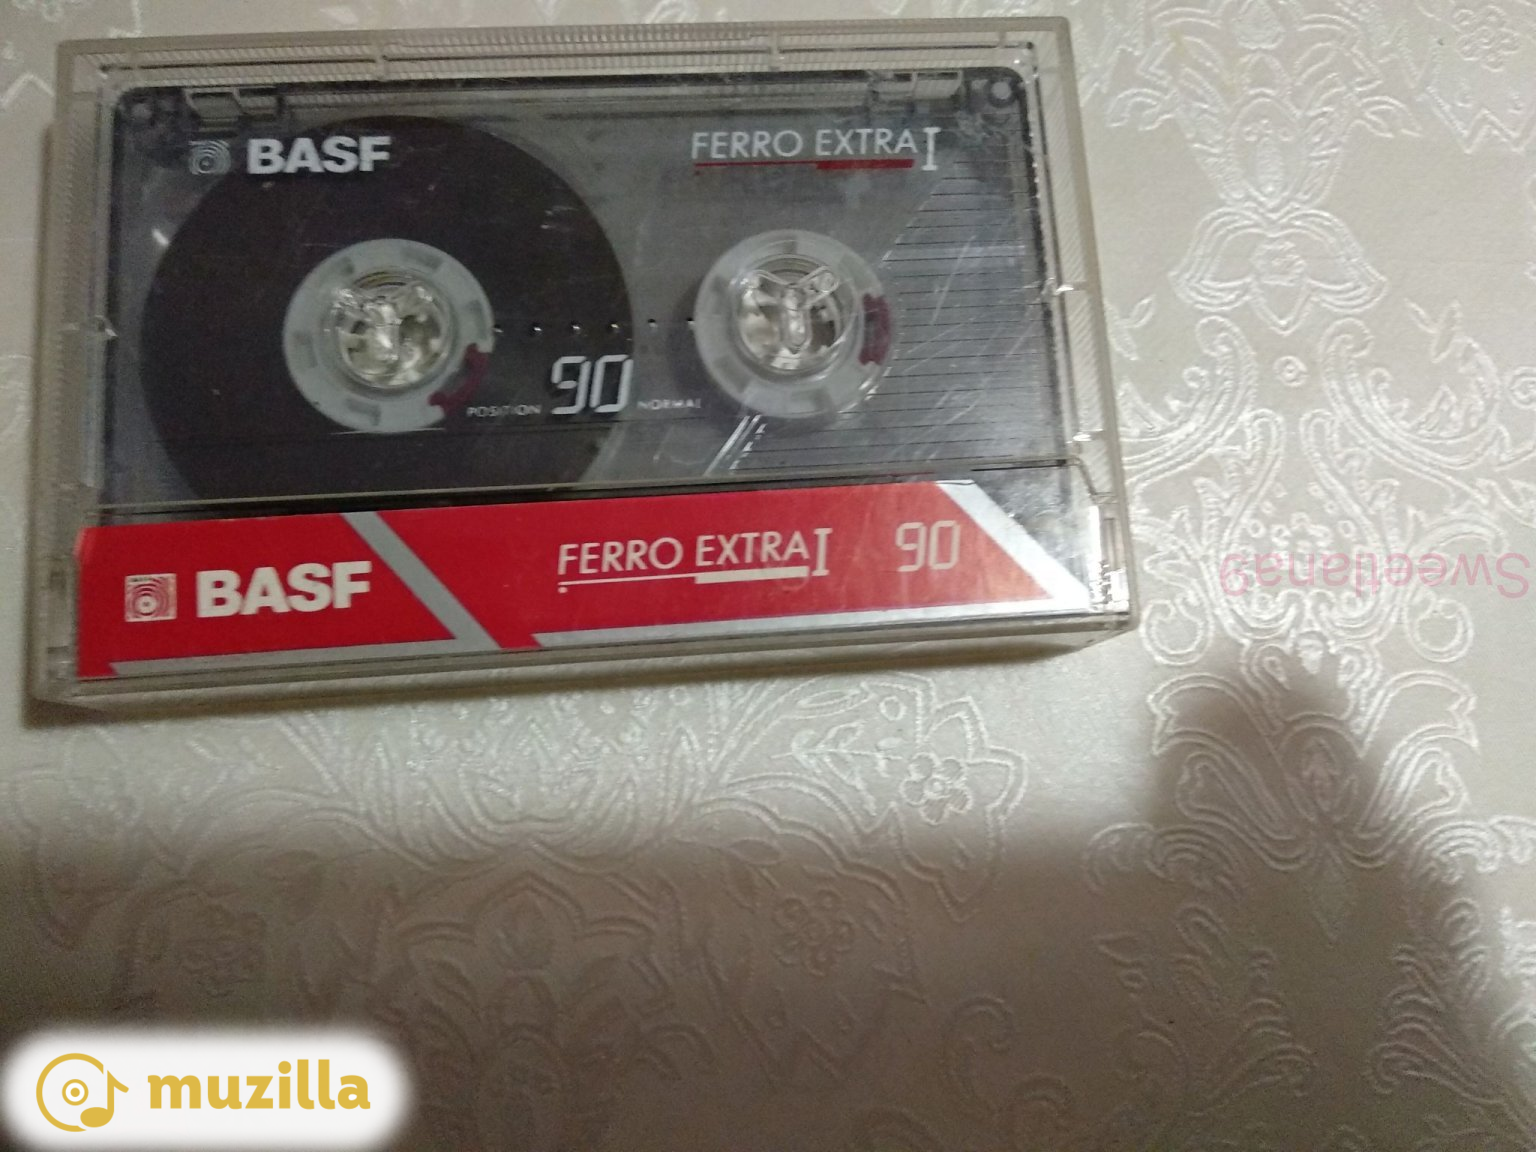 BASF
FERRO EXTRA I
POSITION 90 NORMAL
BASF FERRO EXTRA I 90
Sweetlana9
muzilla